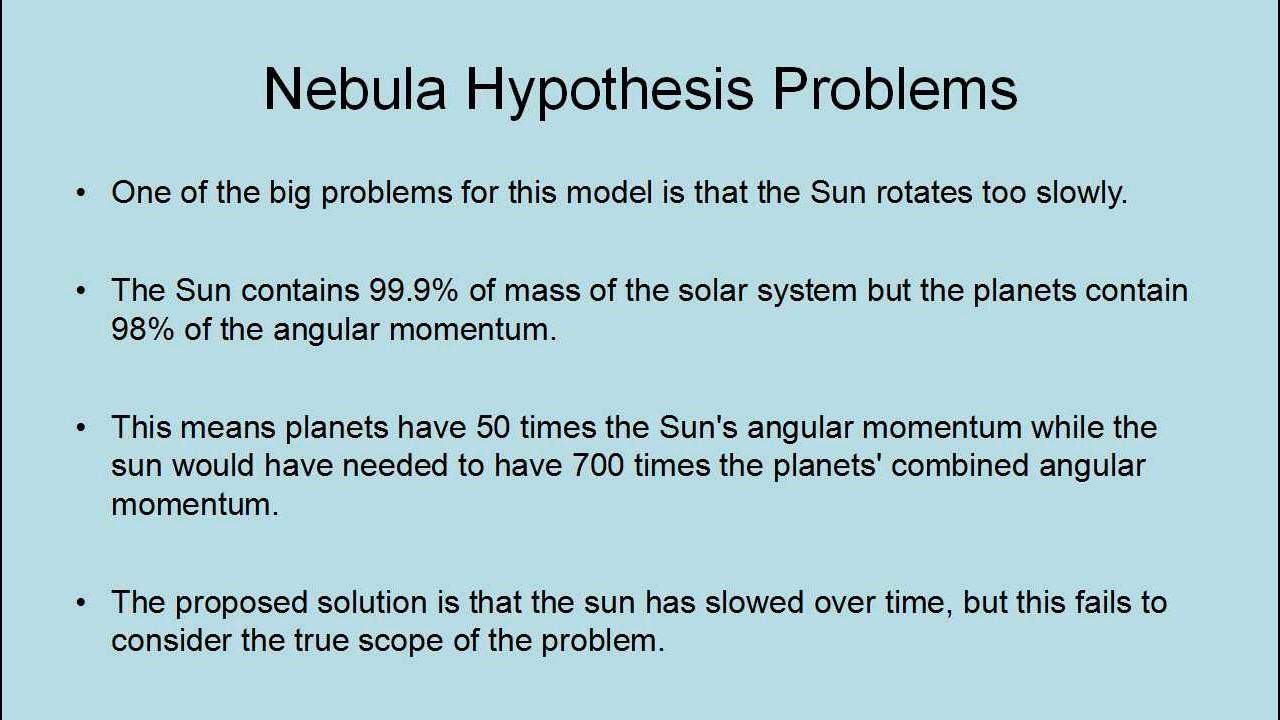 Nebula Hypothesis Problems
• One of the big problems for this model is that the Sun rotates too slowly.
• The Sun contains 99.9% of mass of the solar system but the planets contain
98% of the angular momentum.
• This means planets have 50 times the Sun's angular momentum while the
sun would have needed to have 700 times the planets' combined angular
momentum.
• The proposed solution is that the sun has slowed over time, but this fails to
consider the true scope of the problem.